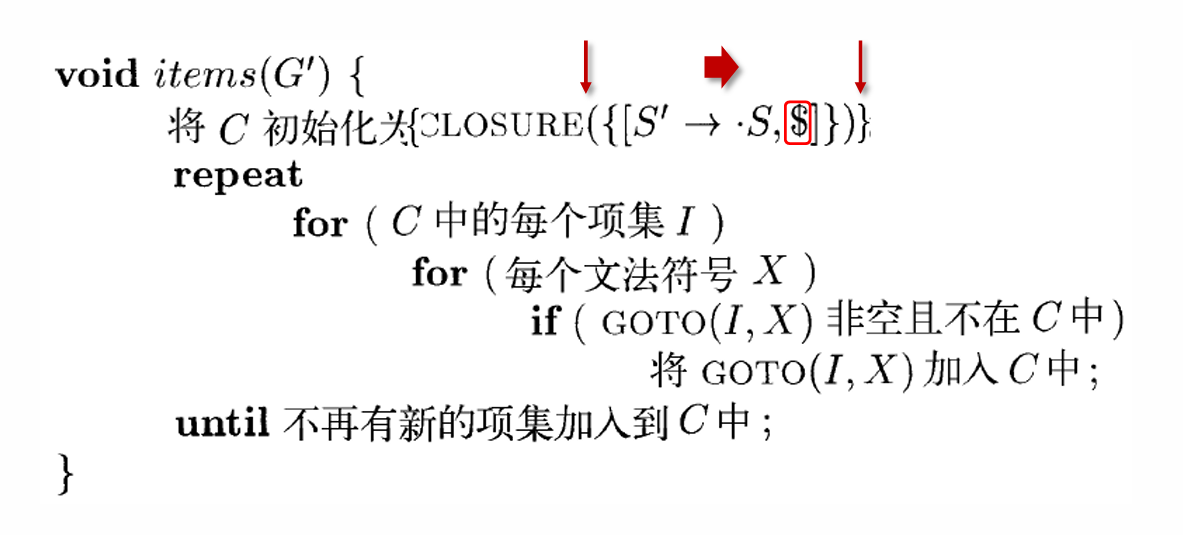 void items(G′) {
将 C 初始化为{CLOSURE({[S′ → ·S,$]})}
repeat
for ( C 中的每个项集 I )
for ( 每个文法符号 X )
if ( GOTO(I, X) 非空且不在 C 中 )
将 GOTO(I, X) 加入 C 中 ;
until 不再有新的项集加入到 C 中 ;
}